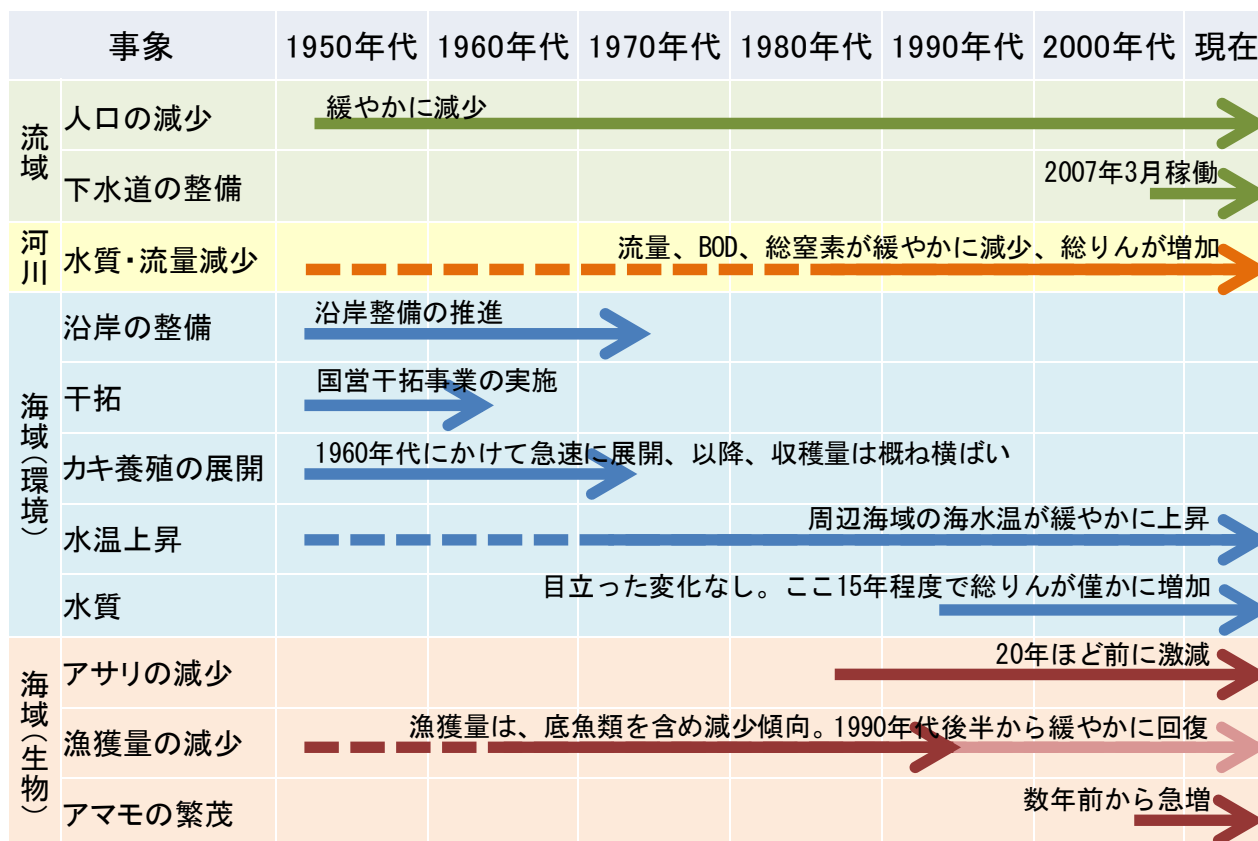 事象 1950年代 1960年代 1970年代 1980年代 1990年代 2000年代 現在
流域
人口の減少 緩やかに減少
下水道の整備 2007年3月稼働
河川
水質・流量減少 流量、BOD、総窒素が緩やかに減少、総りんが増加
海域(環境)
沿岸の整備 沿岸整備の推進
干拓 国営干拓事業の実施
カキ養殖の展開 1960年代にかけて急速に展開、以降、収穫量は概ね横ばい
水温上昇 周辺海域の海水温が緩やかに上昇
水質 目立った変化なし。ここ15年程度で総りんが僅かに増加
海域(生物)
アサリの減少 20年ほど前に激減
漁獲量の減少 漁獲量は、底魚類を含め減少傾向。1990年代後半から緩やかに回復
アマモの繁茂 数年前から急増